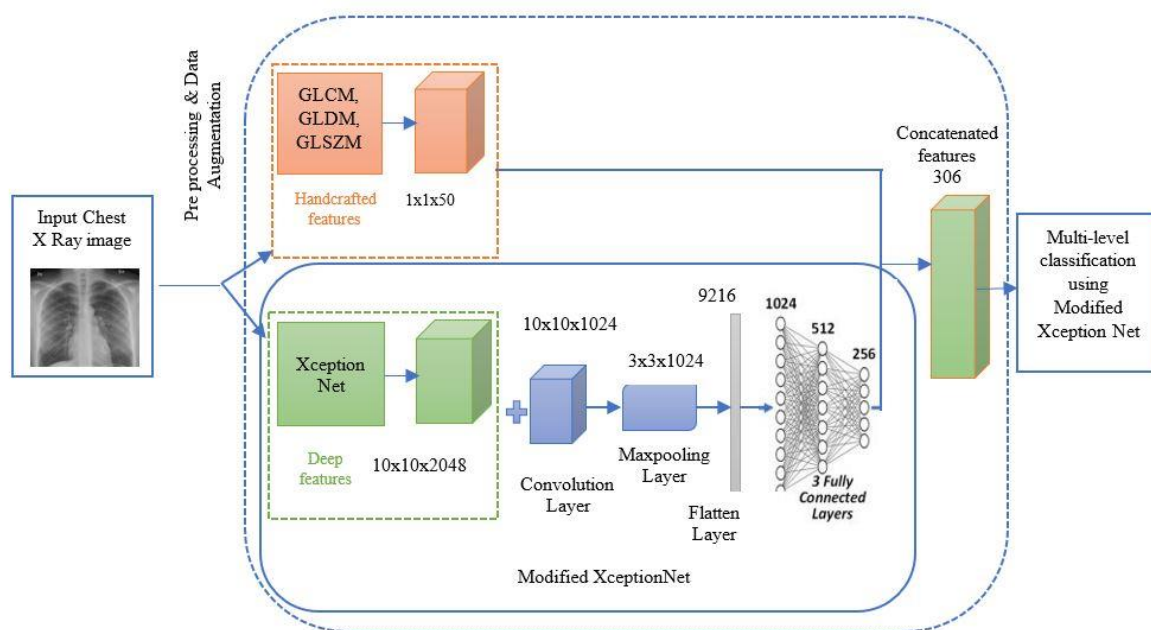 Pre processing & Data
Augmentation
GLCM,
GLDM,
GLSZM
Handcrafted
features
1x1x50
Concatenated
features
306
Input Chest
X Ray image
Multi-level
classification
using
Modified
Xception Net
Xception
Net
Deep
features
10x10x2048
10x10x1024
Convolution
Layer
3x3x1024
Maxpooling
Layer
9216
Flatten
Layer
1024
512
256
3 Fully
Connected
Layers
Modified XceptionNet